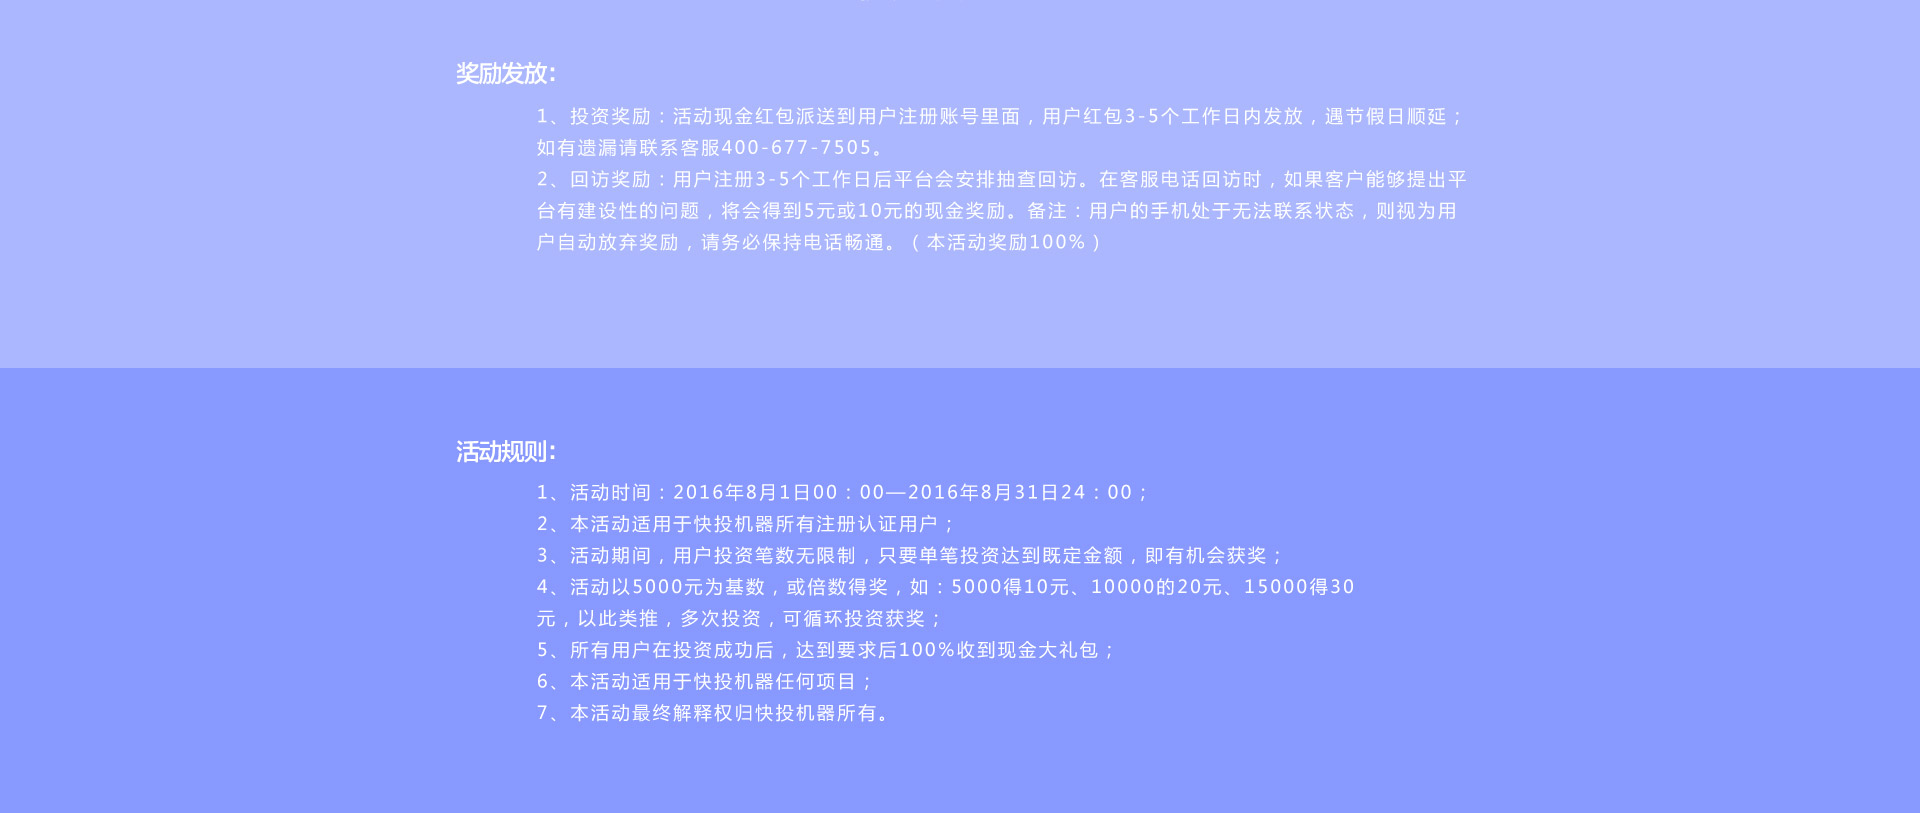 奖励发放：
1、投资奖励：活动现金红包派送到用户注册账号里面，用户红包3-5个工作日内发放，遇节假日顺延；
如有遗漏请联系客服400-677-7505。
2、回访奖励：用户注册3-5个工作日后平台会安排抽查回访。在客服电话回访时，如果客户能够提出平
台有建设性的问题，将会得到5元或10元的现金奖励。备注：用户的手机处于无法联系状态，则视为用
户自动放弃奖励，请务必保持电话畅通。（本活动奖励100%）
活动规则：
1、活动时间：2016年8月1日00：00—2016年8月31日24：00；
2、本活动适用于快投机器所有注册认证用户；
3、活动期间，用户投资笔数无限制，只要单笔投资达到既定金额，即有机会获奖；
4、活动以5000元为基数，或倍数得奖，如：5000得10元、10000的20元、15000得30
元，以此类推，多次投资，可循环投资获奖；
5、所有用户在投资成功后，达到要求后100%收到现金大礼包；
6、本活动适用于快投机器任何项目；
7、本活动最终解释权归快投机器所有。